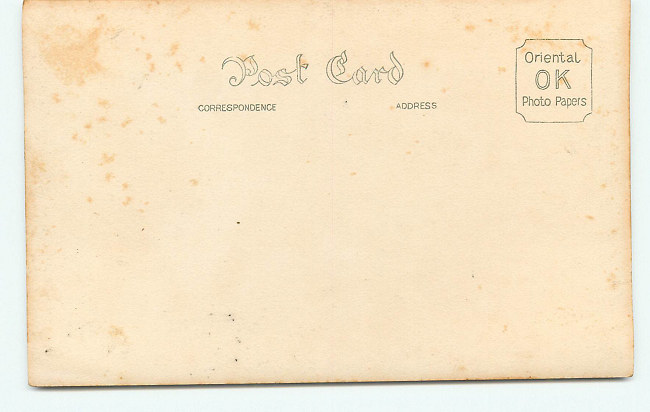 Post Card
CORRESPONDENCE ADDRESS
Oriental
OK
Photo Papers